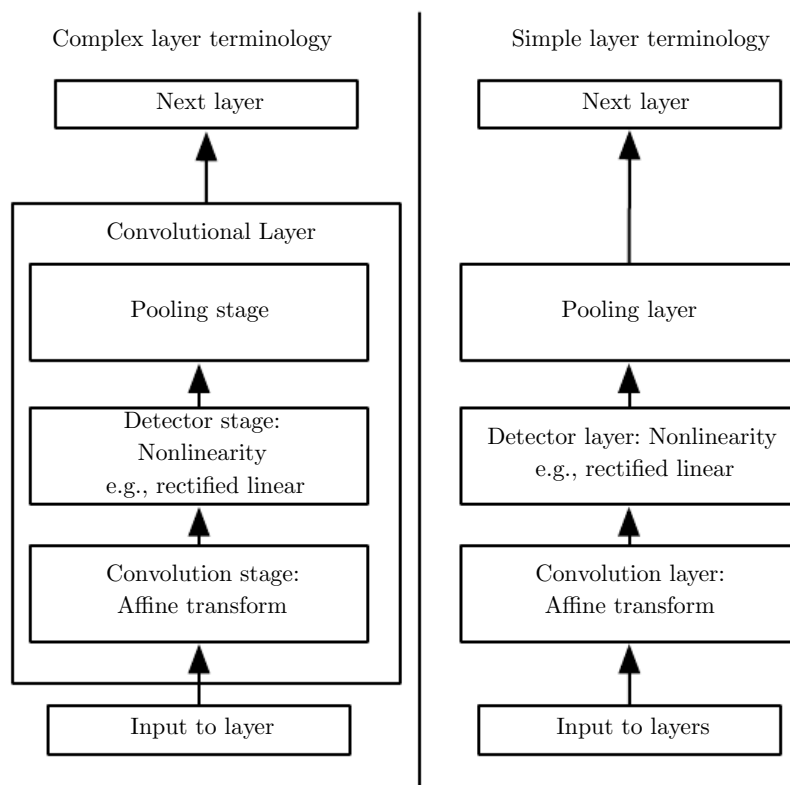 Complex layer terminology
Next layer
Convolutional Layer
Pooling stage
Detector stage:
Nonlinearity
e.g., rectified linear
Convolution stage:
Affine transform
Input to layer
Simple layer terminology
Next layer
Pooling layer
Detector layer: Nonlinearity
e.g., rectified linear
Convolution layer:
Affine transform
Input to layers